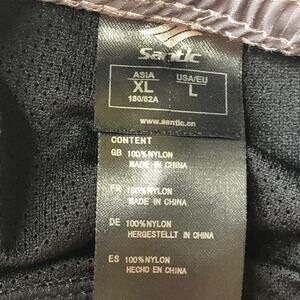 Santic
ASIA
XL
180/82A
USA/EU
L
www.santic.cn
CONTENT
GB 100%NYLON
MADE IN CHINA
FR 100%NYLON
MADE IN CHINA
DE 100%NYLON
HERGESTELLT IN CHINA
ES 100%NYLON
HECHO EN CHINA